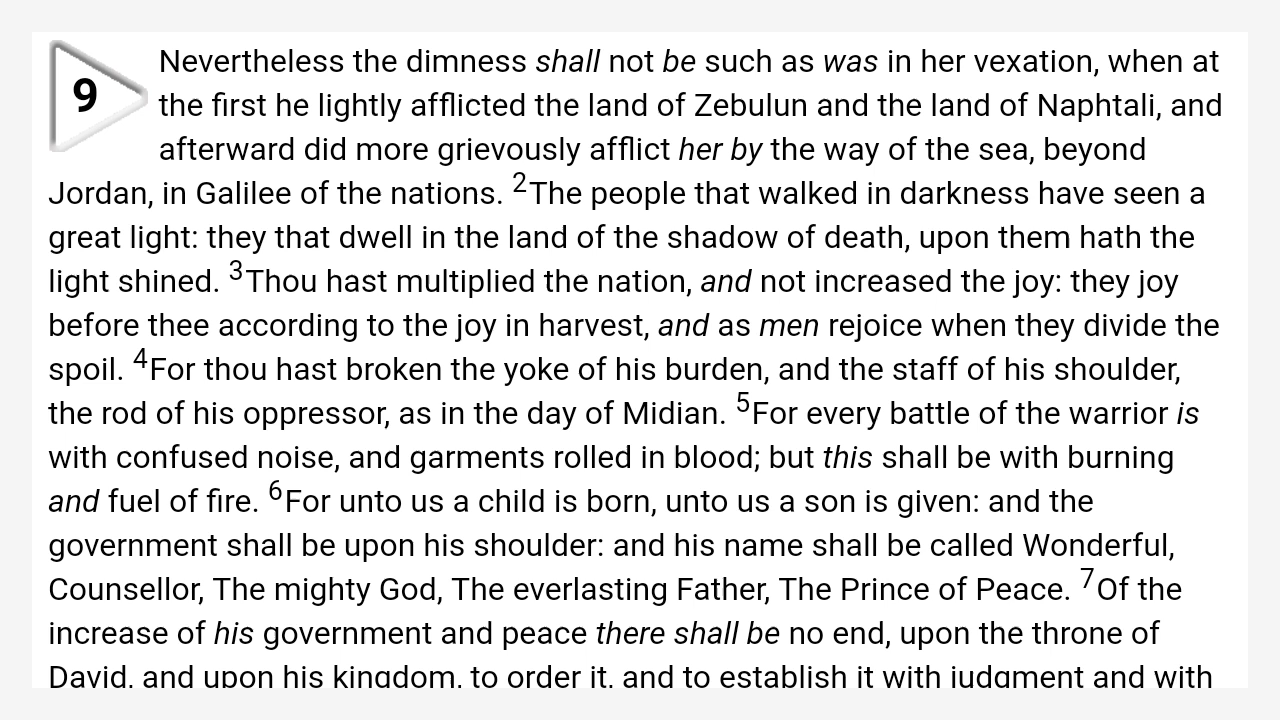 9
Nevertheless the dimness shall not be such as was in her vexation, when at
the first he lightly afflicted the land of Zebulun and the land of Naphtali, and
afterward did more grievously afflict her by the way of the sea, beyond
Jordan, in Galilee of the nations. 2The people that walked in darkness have seen a
great light: they that dwell in the land of the shadow of death, upon them hath the
light shined. 3Thou hast multiplied the nation, and not increased the joy: they joy
before thee according to the joy in harvest, and as men rejoice when they divide the
spoil. 4For thou hast broken the yoke of his burden, and the staff of his shoulder,
the rod of his oppressor, as in the day of Midian. 5For every battle of the warrior is
with confused noise, and garments rolled in blood; but this shall be with burning
and fuel of fire. 6For unto us a child is born, unto us a son is given: and the
government shall be upon his shoulder: and his name shall be called Wonderful,
Counsellor, The mighty God, The everlasting Father, The Prince of Peace. 7Of the
increase of his government and peace there shall be no end, upon the throne of
David, and upon his kingdom, to order it, and to establish it with judgment and with